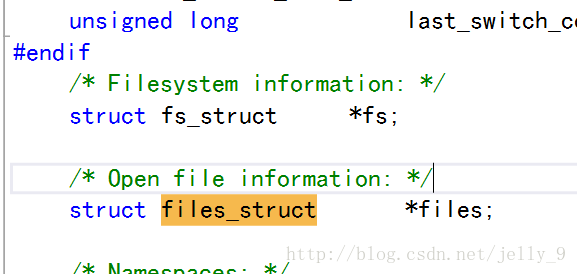 unsigned long last_switch_c
#endif
/* Filesystem information: */
struct fs_struct *fs;
/* Open file information: */
struct files_struct *files;
http://blog.csdn.net/jelly_9
/* Namespaces: */